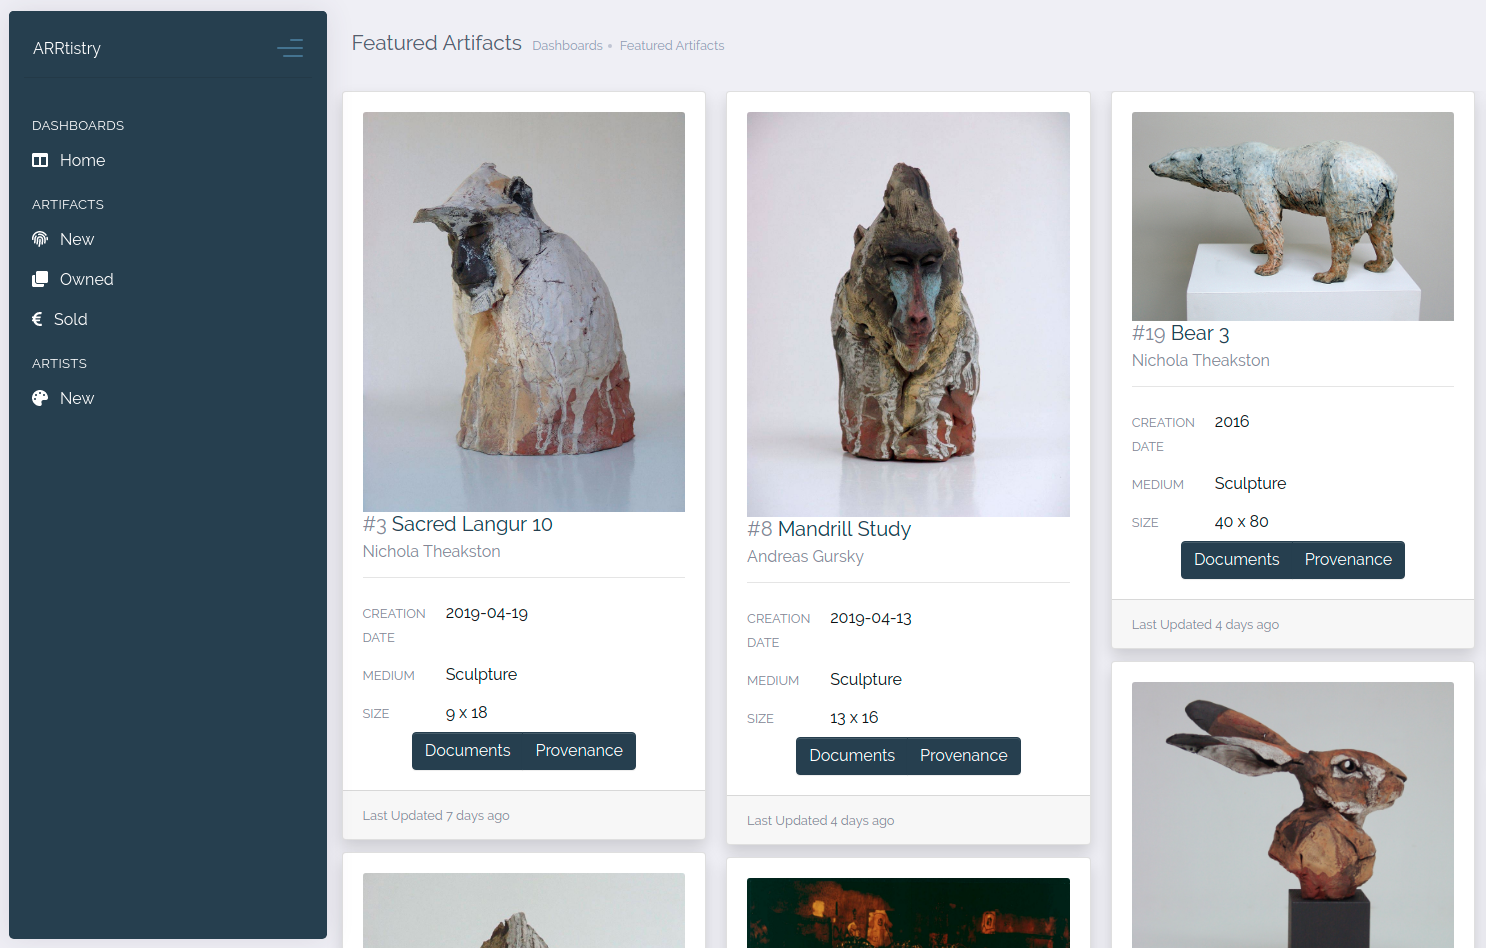 ARRtistry
DASHBOARDS
Home
ARTIFACTS
New
Owned
Sold
ARTISTS
New
Featured Artifacts Dashboards Featured Artifacts
#3 Sacred Langur 10
Nichola Theakston
CREATION DATE 2019-04-19
MEDIUM Sculpture
SIZE 9 x 18
Documents Provenance
Last Updated 7 days ago
#8 Mandrill Study
Andreas Gursky
CREATION DATE 2019-04-13
MEDIUM Sculpture
SIZE 13 x 16
Documents Provenance
Last Updated 4 days ago
#19 Bear 3
Nichola Theakston
CREATION DATE 2016
MEDIUM Sculpture
SIZE 40 x 80
Documents Provenance
Last Updated 4 days ago